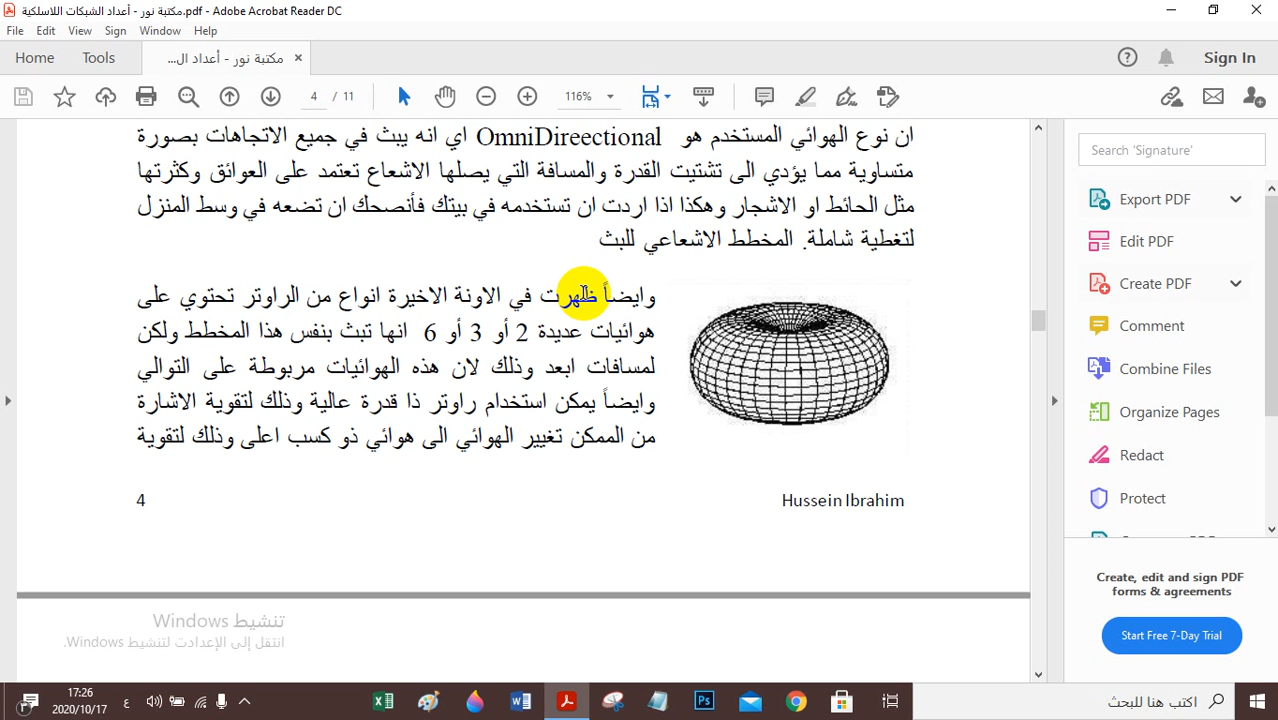 مكتبة نور - أعداد الشبكات اللاسلكية.pdf - Adobe Acrobat Reader DC
File Edit View Sign Window Help
Home Tools مكتبة نور - أعداد ال... × Sign In
4 / 11 116%
ان نوع الهوائي المستخدم هو OmniDireectional اي انه يبث في جميع الاتجاهات بصورة
متساوية مما يؤدي الى تشتيت القدرة والمسافة التي يصلها الاشعاع تعتمد على العوائق وكثرتها
مثل الحائط او الاشجار وهكذا اذا اردت ان تستخدمه في بيتك فأنصحك ان تضعه في وسط المنزل
لتغطية شاملة. المخطط الاشعاعي للبث
وايضاً ظهرت في الاونة الاخيرة انواع من الراوتر تحتوي على
هوائيات عديدة 2 أو 3 أو 6 انها تبث بنفس هذا المخطط ولكن
لمسافات ابعد وذلك لان هذه الهوائيات مربوطة على التوالي
وايضاً يمكن استخدام راوتر ذا قدرة عالية وذلك لتقوية الاشارة
من الممكن تغيير الهوائي الى هوائي ذو كسب اعلى وذلك لتقوية
4 Hussein Ibrahim
Search 'Signature'
Export PDF
Edit PDF
Create PDF
Comment
Combine Files
Organize Pages
Redact
Protect
Create, edit and sign PDF
forms & agreements
Start Free 7-Day Trial
تنشيط Windows
انتقل إلى الإعدادت لتنشيط Windows.
17:26
2020/10/17
ع
اكتب هنا للبحث